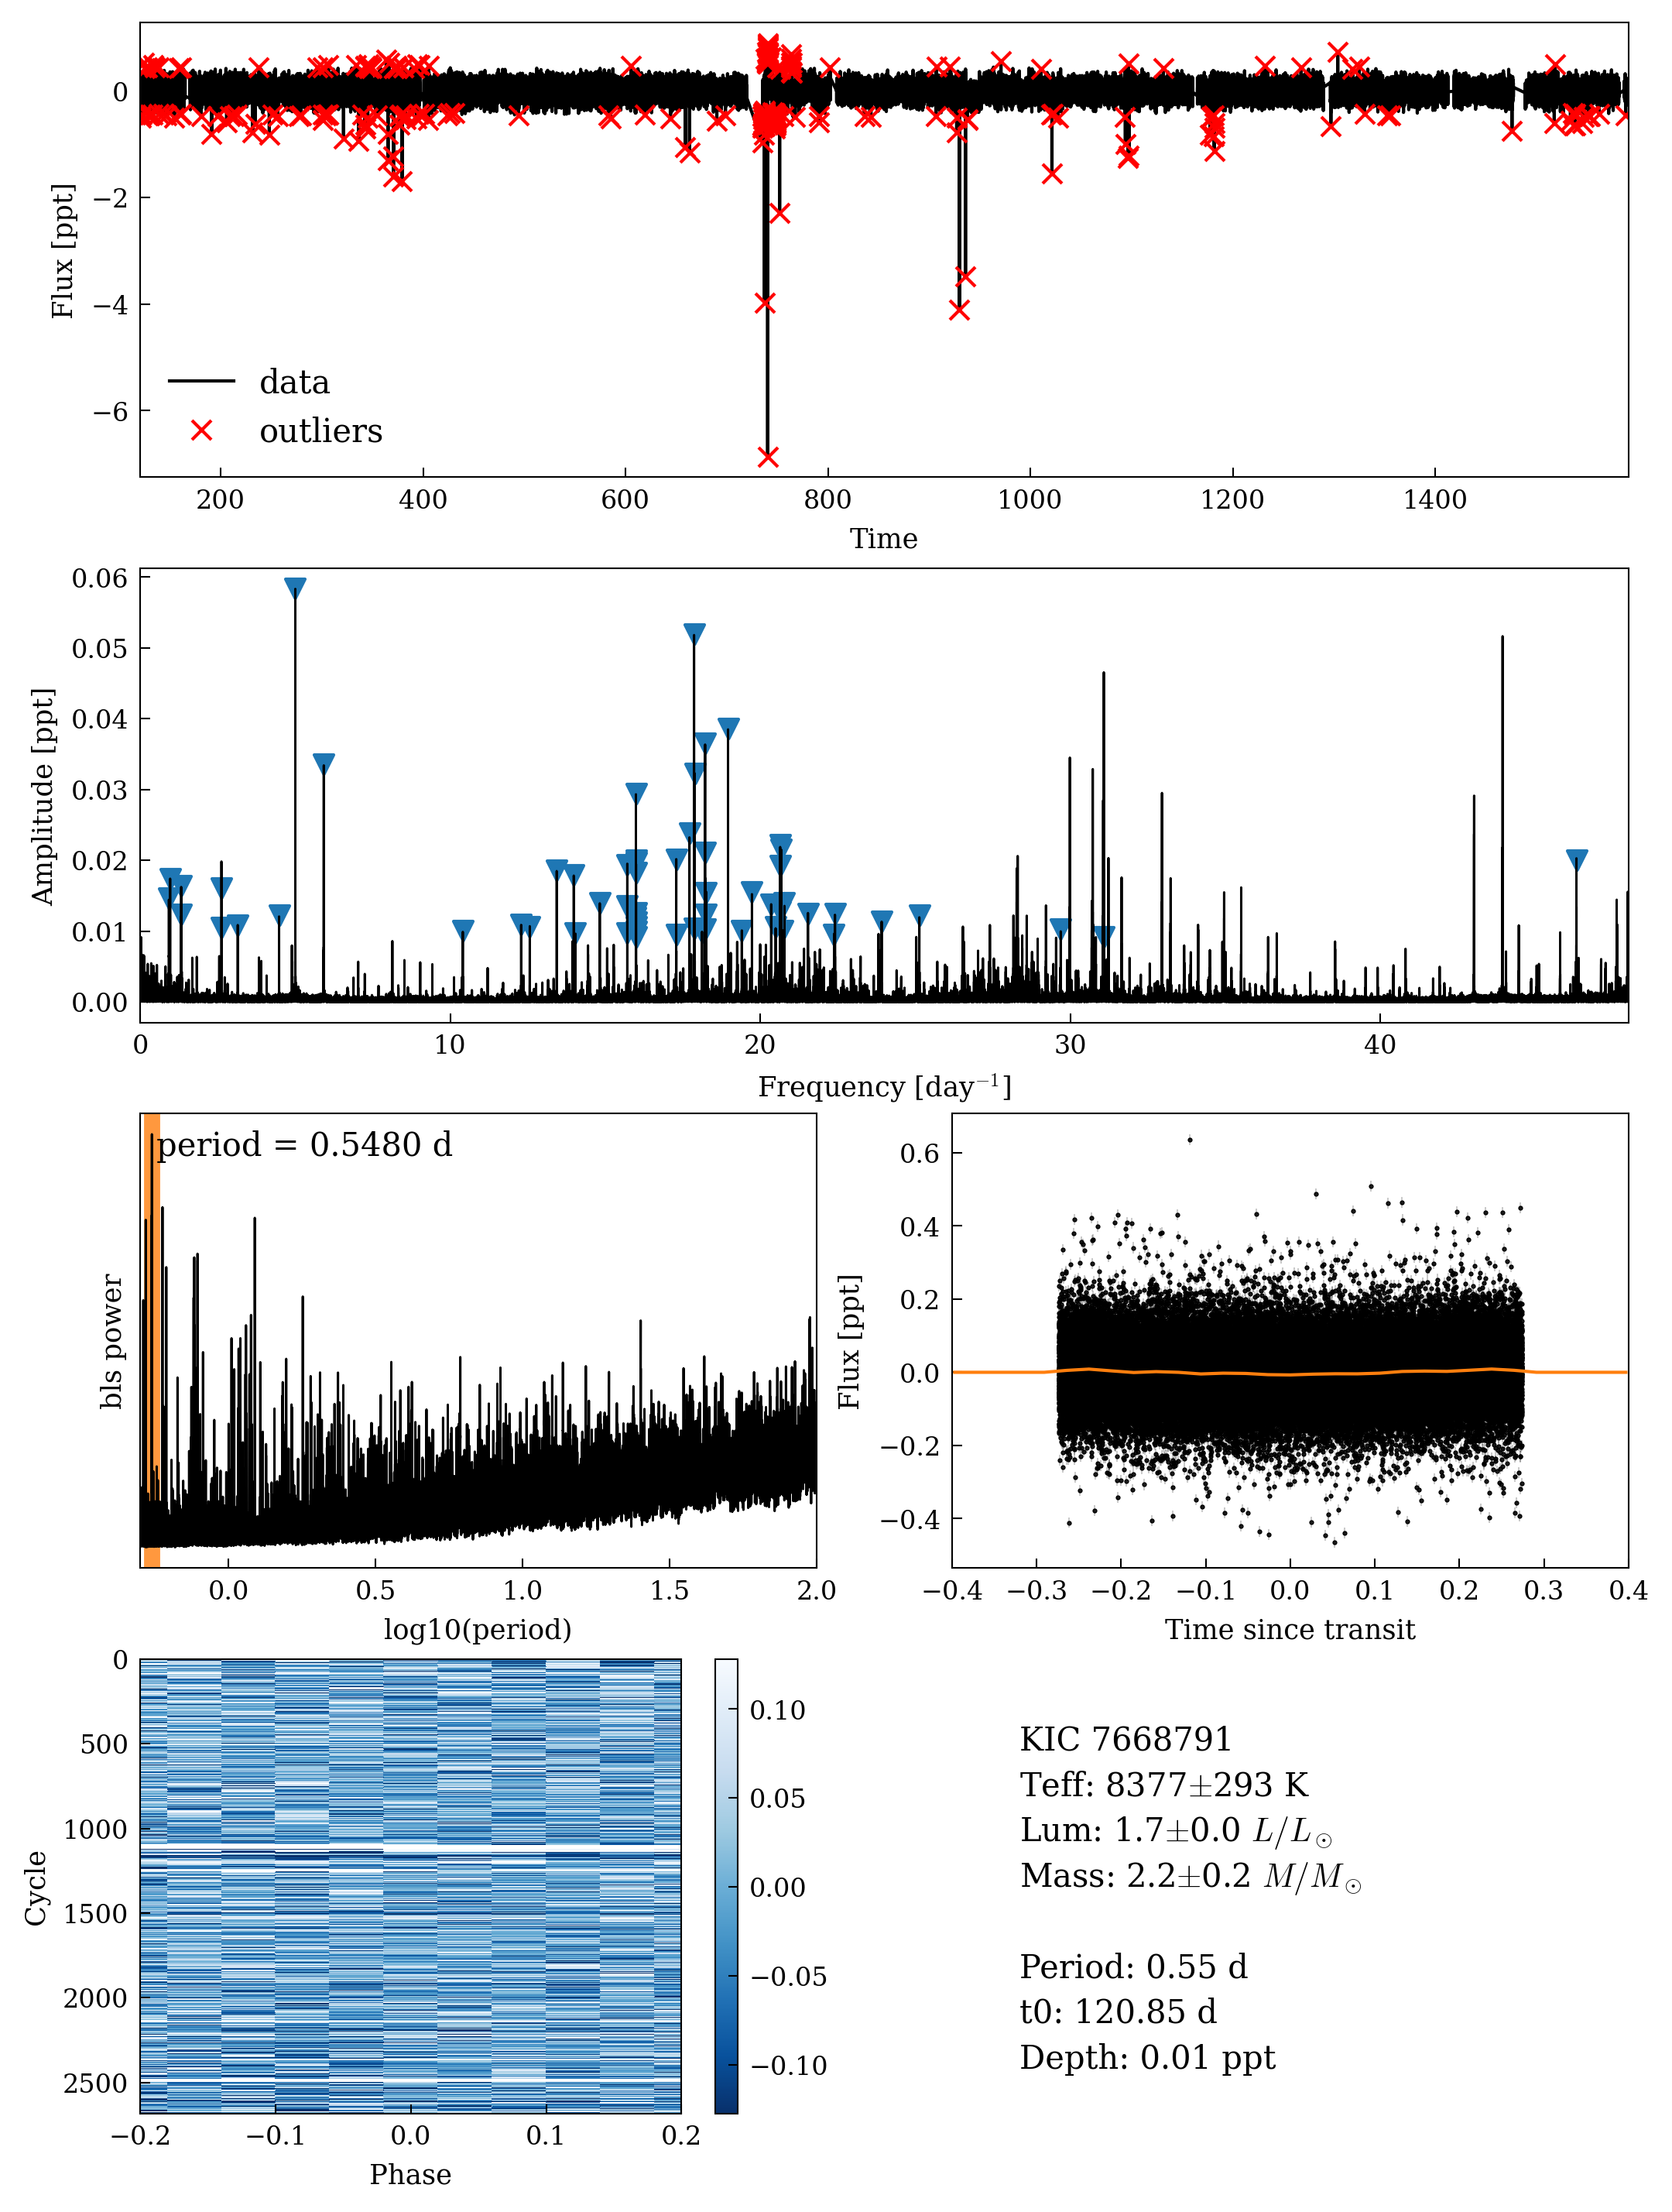 0
−2
−4
−6
Flux [ppt]
data
outliers
200 400 600 800 1000 1200 1400
Time
0.06
0.05
0.04
0.03
0.02
0.01
0.00
Amplitude [ppt]
0 10 20 30 40
Frequency [day⁻¹]
period = 0.5480 d
bls power
0.0 0.5 1.0 1.5 2.0
log10(period)
0.6
0.4
0.2
0.0
−0.2
−0.4
Flux [ppt]
−0.4 −0.3 −0.2 −0.1 0.0 0.1 0.2 0.3 0.4
Time since transit
0
500
1000
1500
2000
2500
Cycle
−0.2 −0.1 0.0 0.1 0.2
Phase
0.10
0.05
0.00
−0.05
−0.10
KIC 7668791
Teff: 8377±293 K
Lum: 1.7±0.0 L/L⊙
Mass: 2.2±0.2 M/M⊙
Period: 0.55 d
t0: 120.85 d
Depth: 0.01 ppt